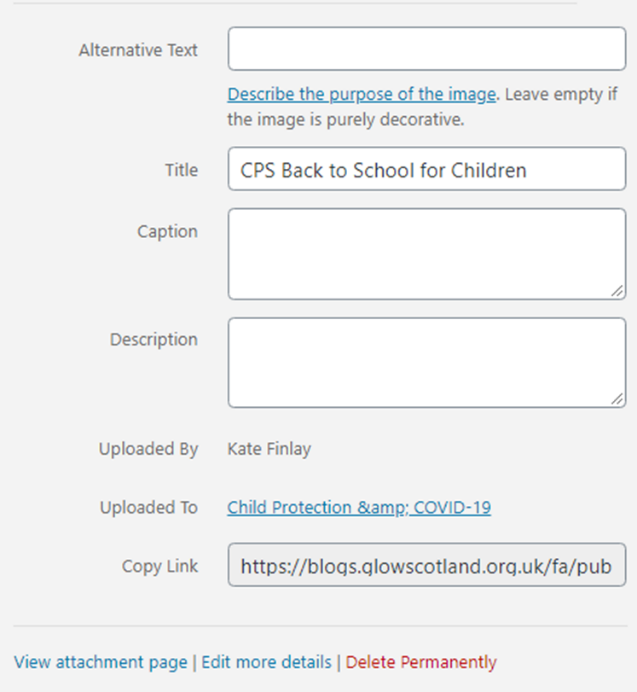 Alternative Text
Describe the purpose of the image. Leave empty if
the image is purely decorative.
Title CPS Back to School for Children
Caption
Description
Uploaded By Kate Finlay
Uploaded To Child Protection &amp; COVID-19
Copy Link https://blogs.glowscotland.org.uk/fa/pub
View attachment page | Edit more details | Delete Permanently